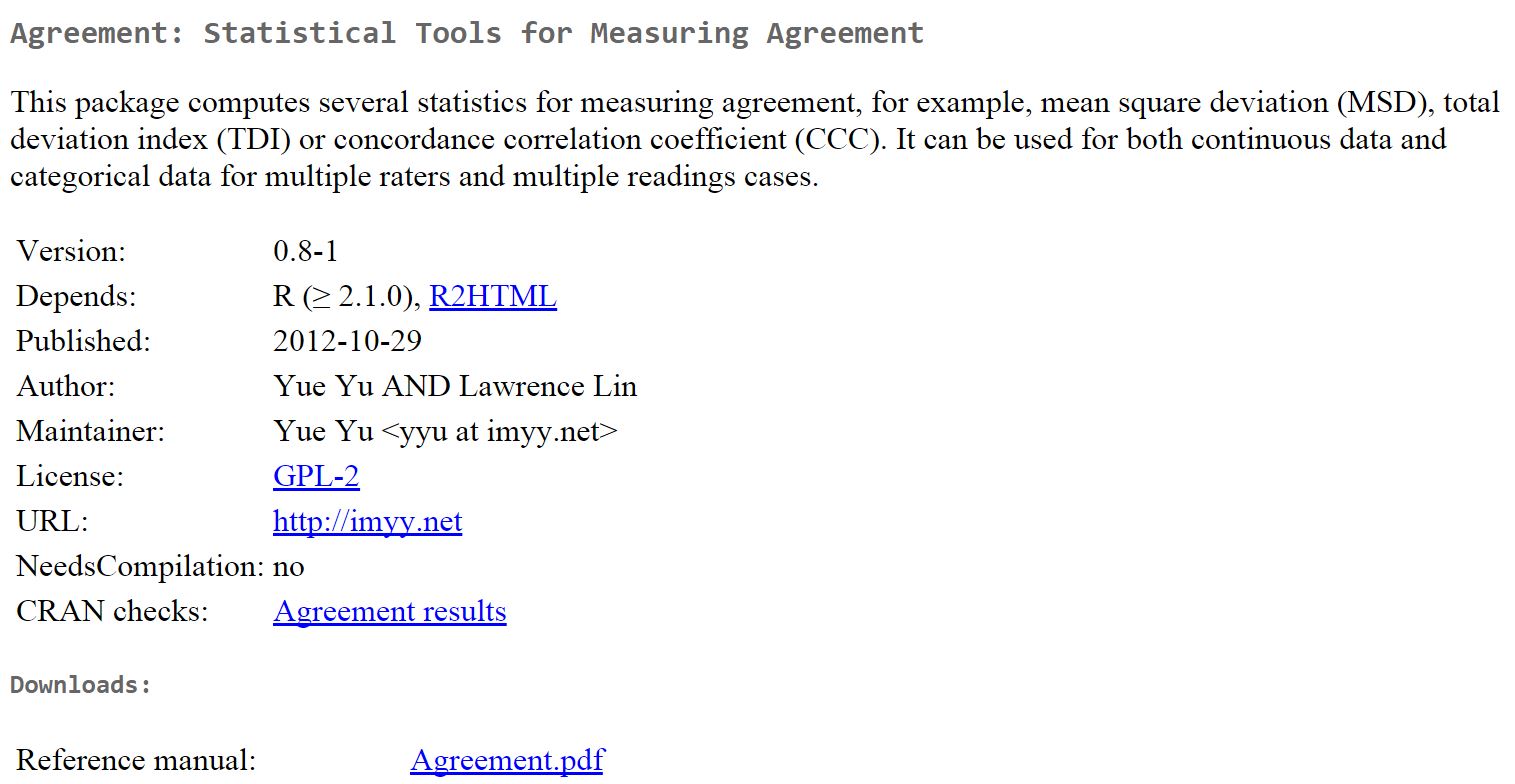 Agreement: Statistical Tools for Measuring Agreement
This package computes several statistics for measuring agreement, for example, mean square deviation (MSD), total
deviation index (TDI) or concordance correlation coefficient (CCC). It can be used for both continuous data and
categorical data for multiple raters and multiple readings cases.
Version: 0.8-1
Depends: R (≥ 2.1.0), R2HTML
Published: 2012-10-29
Author: Yue Yu AND Lawrence Lin
Maintainer: Yue Yu <yyu at imyy.net>
License: GPL-2
URL: http://imyy.net
NeedsCompilation: no
CRAN checks: Agreement results
Downloads:
Reference manual: Agreement.pdf